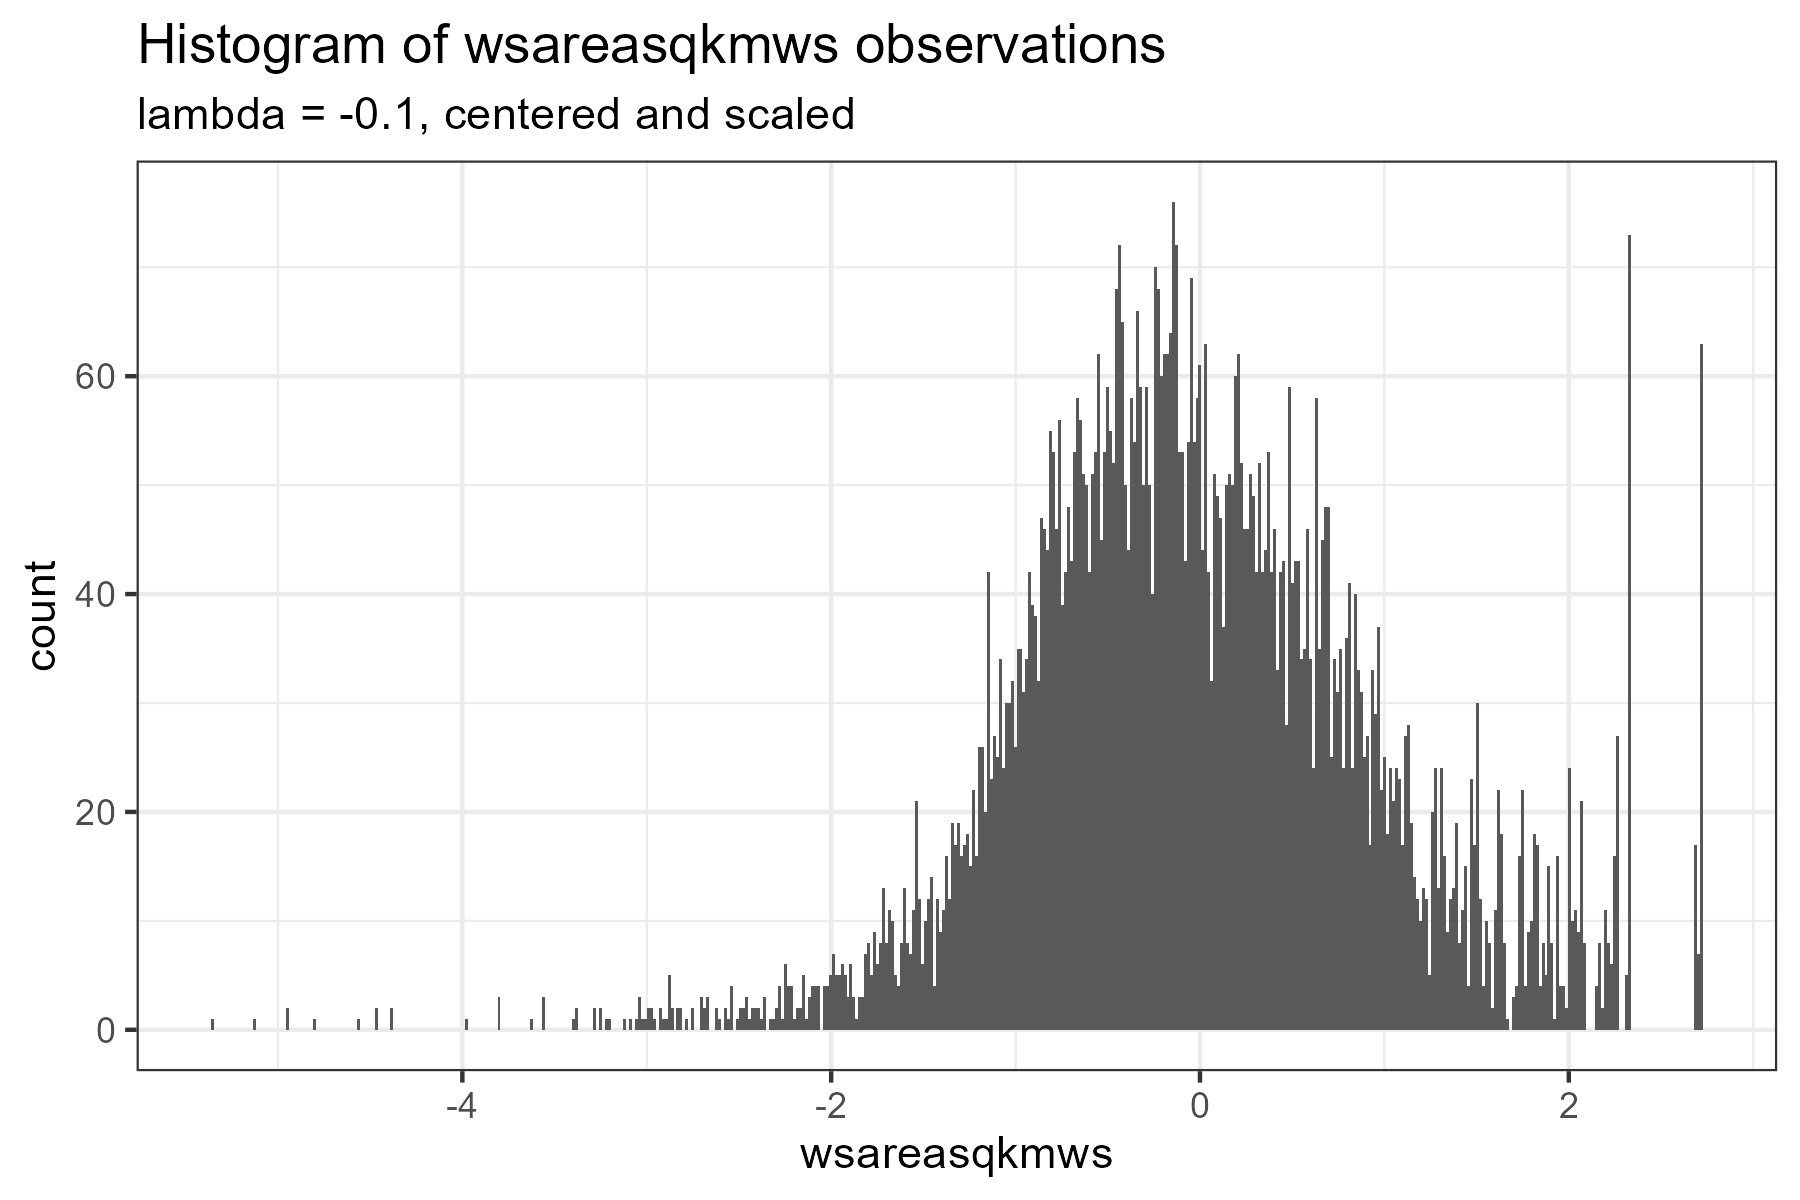 Histogram of wsareasqkmws observations
lambda = -0.1, centered and scaled
count
60
40
20
0
-4
-2
0
2
wsareasqkmws